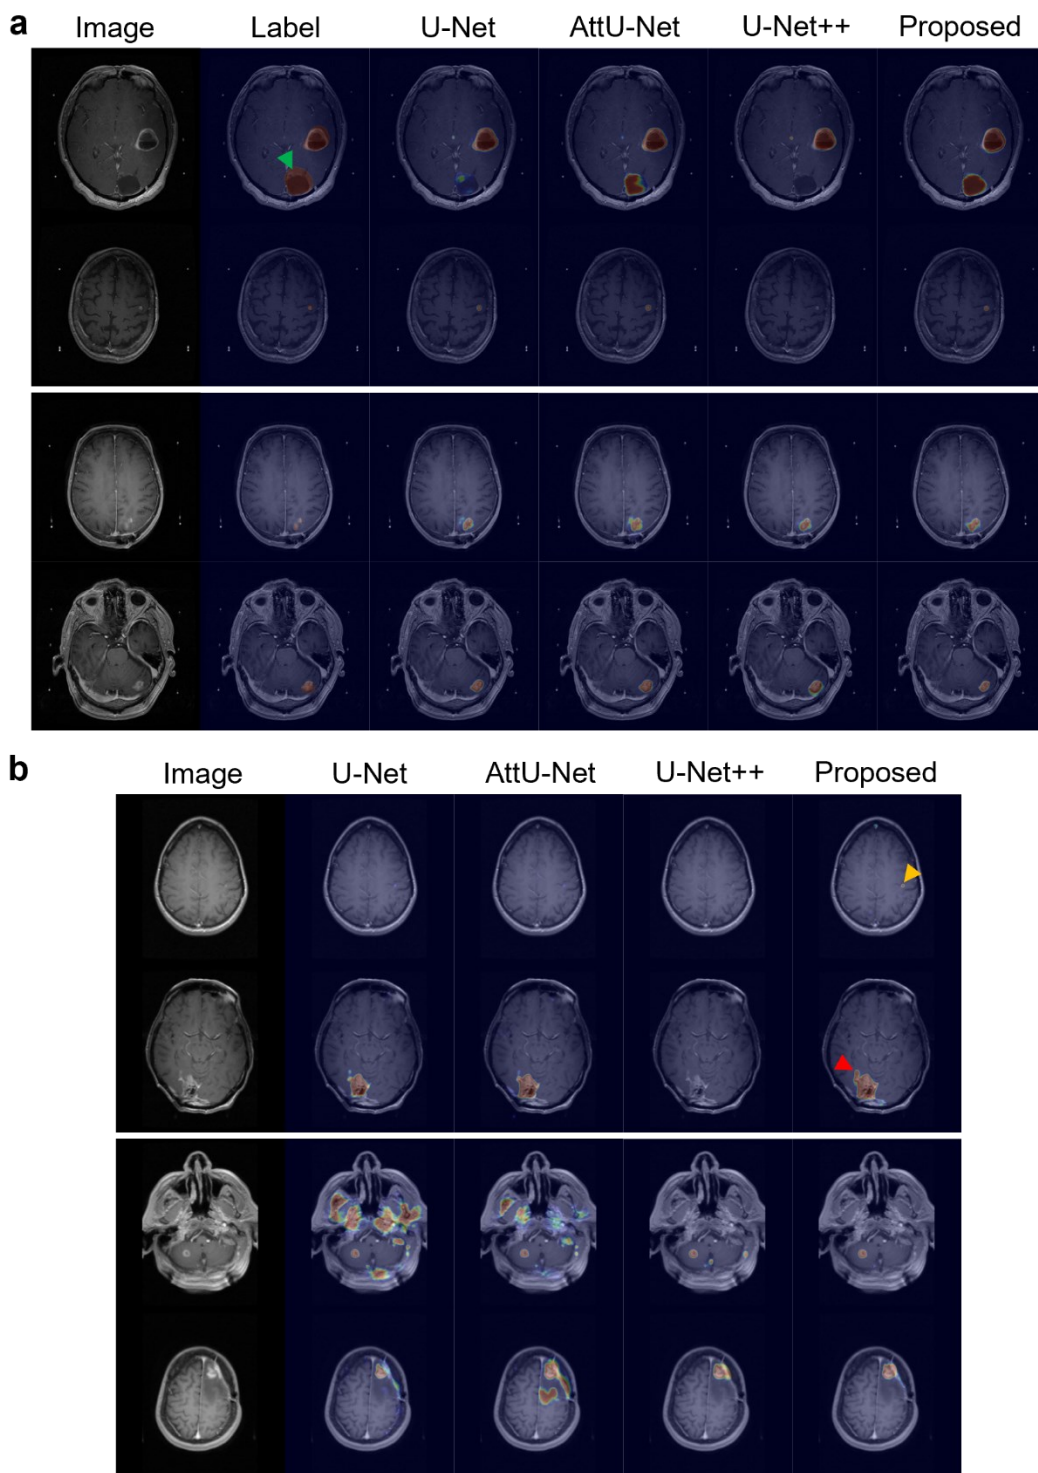 a
Image Label U-Net AttU-Net U-Net++ Proposed
b
Image U-Net AttU-Net U-Net++ Proposed